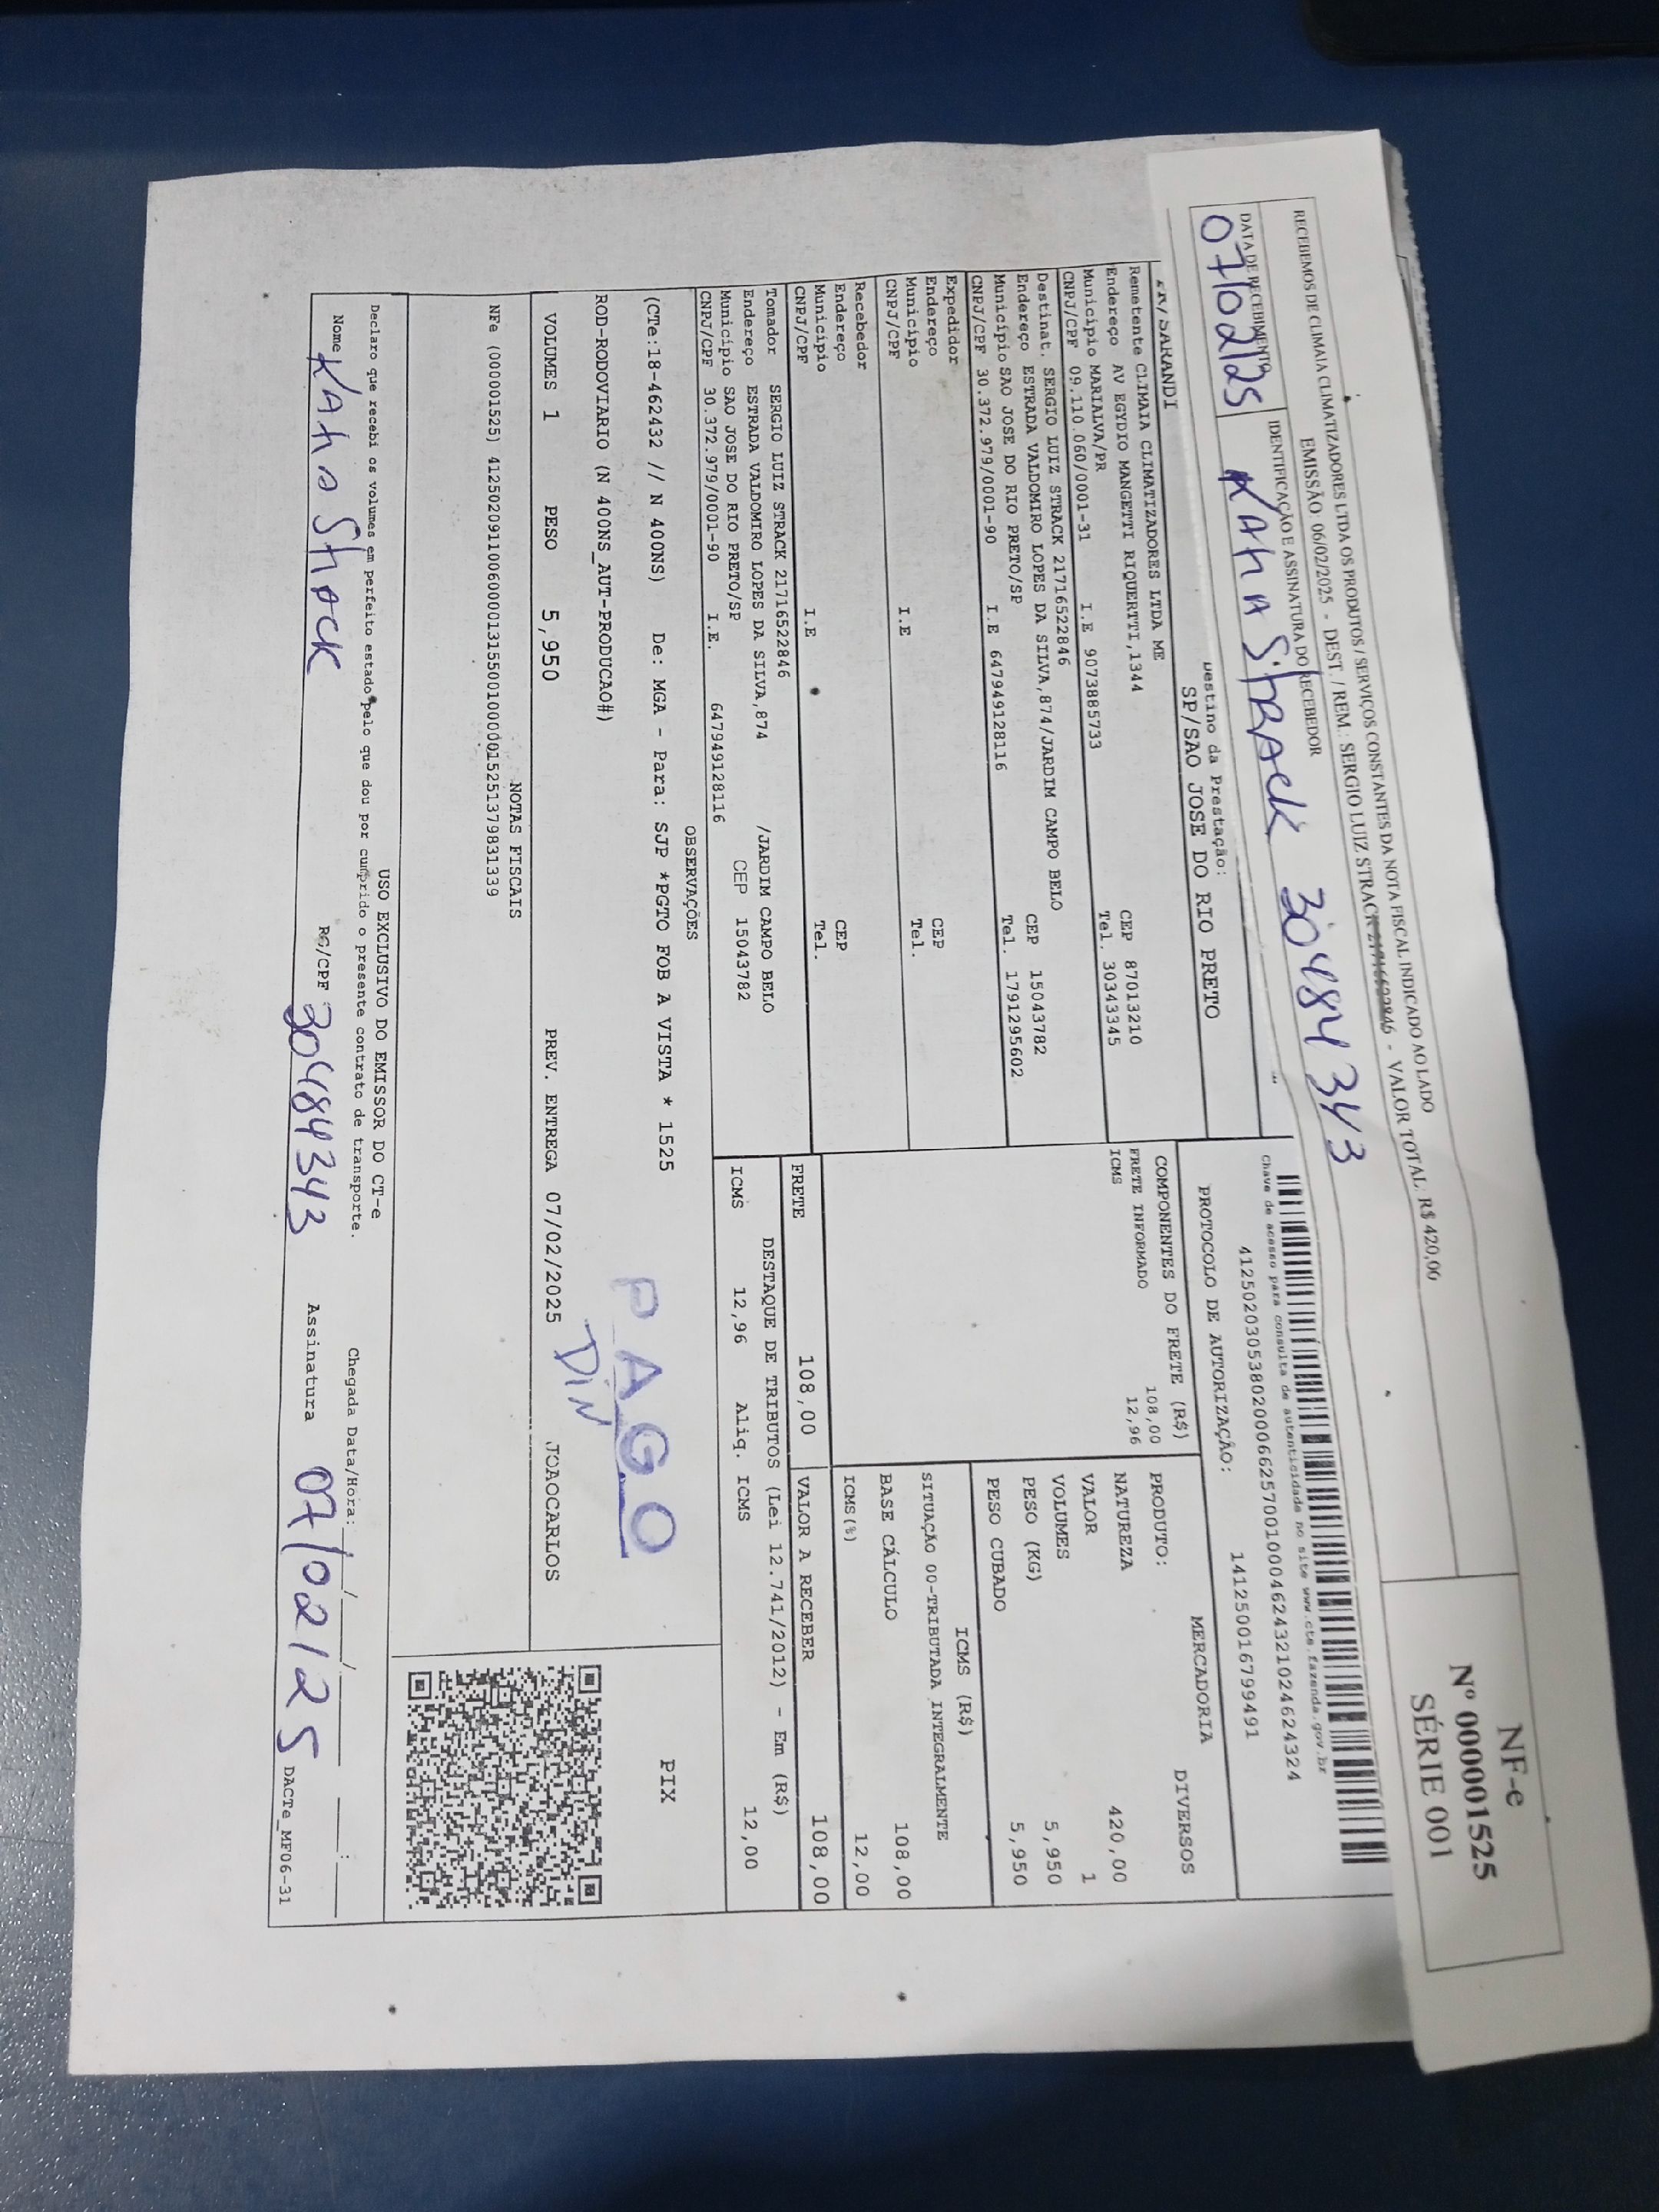 RECEBEMOS DE CLIMAIA CLIMATIZADORES LTDA OS PRODUTOS / SERVIÇOS CONSTANTES DA NOTA FISCAL INDICADO AO LADO
EMISSÃO: 06/02/2025 - DEST. / REM.: SERGIO LUIZ STRACK 21716522846 - VALOR TOTAL: R$ 420,00
DATA DE RECEBIMENTO
IDENTIFICAÇÃO E ASSINATURA DO RECEBEDOR
07/02/25
STRACK 30484343
NF-e
Nº 000001525
SÉRIE 001
Chave de acesso para consulta de autenticidade no site www.cte.fazenda.gov.br
41250203053802000662570010004624321024624324
PROTOCOLO DE AUTORIZAÇÃO:
141250016799491
SARANDI
Destino da Prestação:
SP/SAO JOSE DO RIO PRETO
Remetente CLIMAIA CLIMATIZADORES LTDA ME
Endereço AV EGYDIO MANGETTI RIQUERTTI,1344 CEP 87013210
Município MARIALVA/PR Tel. 30343345
CNPJ/CPF 09.110.060/0001-31 I.E 9073885733
Destinat. SERGIO LUIZ STRACK 21716522846
Endereço ESTRADA VALDOMIRO LOPES DA SILVA,874/JARDIM CAMPO BELO CEP 15043782
Município SAO JOSE DO RIO PRETO/SP Tel. 1791295602
CNPJ/CPF 30.372.979/0001-90 I.E 647949128116
Expedidor
Endereço CEP
Município Tel.
CNPJ/CPF I.E
Recebedor
Endereço CEP
Município Tel.
CNPJ/CPF I.E
Tomador SERGIO LUIZ STRACK 21716522846
Endereço ESTRADA VALDOMIRO LOPES DA SILVA,874 /JARDIM CAMPO BELO
Município SAO JOSE DO RIO PRETO/SP CEP 15043782
CNPJ/CPF 30.372.979/0001-90 I.E. 647949128116
COMPONENTES DO FRETE (R$)
FRETE INFORMADO 108,00
ICMS 12,96
MERCADORIA
PRODUTO: DIVERSOS
NATUREZA
VALOR 420,00
VOLUMES 1
PESO (KG) 5,950
PESO CUBADO 5,950
ICMS (R$)
SITUAÇÃO 00-TRIBUTADA INTEGRALMENTE
BASE CÁLCULO 108,00
ICMS(%) 12,00
FRETE 108,00 VALOR A RECEBER 108,00
DESTAQUE DE TRIBUTOS (Lei 12.741/2012) - Em (R$)
ICMS 12,96 Aliq. ICMS 12,00
OBSERVAÇÕES
(CTe:18-462432 // N 400NS) De: MGA - Para: SJP *PGTO FOB A VISTA * 1525
ROD-RODOVIARIO (N 400NS_AUT-PRODUCAO#)
PAGO
DIN
PIX
VOLUMES 1 PESO 5,950 PREV. ENTREGA 07/02/2025 JOAOCARLOS
NOTAS FISCAIS
NFe (000001525) 41250209110060000131550010000015251379831339
USO EXCLUSIVO DO EMISSOR DO CT-e
Declaro que recebi os volumes em perfeito estado pelo que dou por cumprido o presente contrato de transporte. Chegada Data/Hora:___/___/___ ___:___
Nome RG/CPF 30484343 Assinatura 07/02/25
DACTe_MF06-31